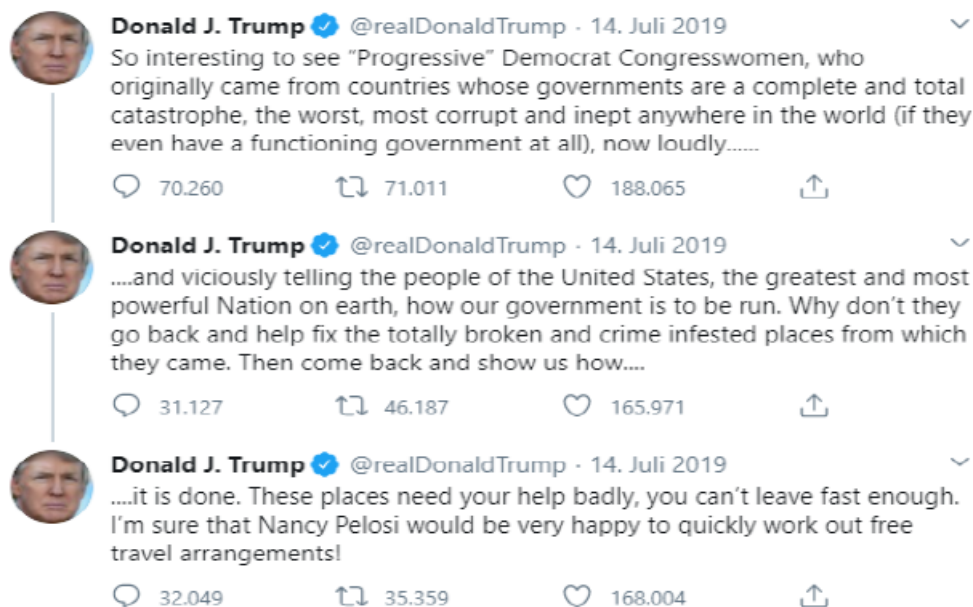 Donald J. Trump @realDonaldTrump · 14. Juli 2019
So interesting to see “Progressive” Democrat Congresswomen, who
originally came from countries whose governments are a complete and total
catastrophe, the worst, most corrupt and inept anywhere in the world (if they
even have a functioning government at all), now loudly......
70.260 71.011 188.065
Donald J. Trump @realDonaldTrump · 14. Juli 2019
....and viciously telling the people of the United States, the greatest and most
powerful Nation on earth, how our government is to be run. Why don’t they
go back and help fix the totally broken and crime infested places from which
they came. Then come back and show us how....
31.127 46.187 165.971
Donald J. Trump @realDonaldTrump · 14. Juli 2019
....it is done. These places need your help badly, you can’t leave fast enough.
I’m sure that Nancy Pelosi would be very happy to quickly work out free
travel arrangements!
32.049 35.359 168.004